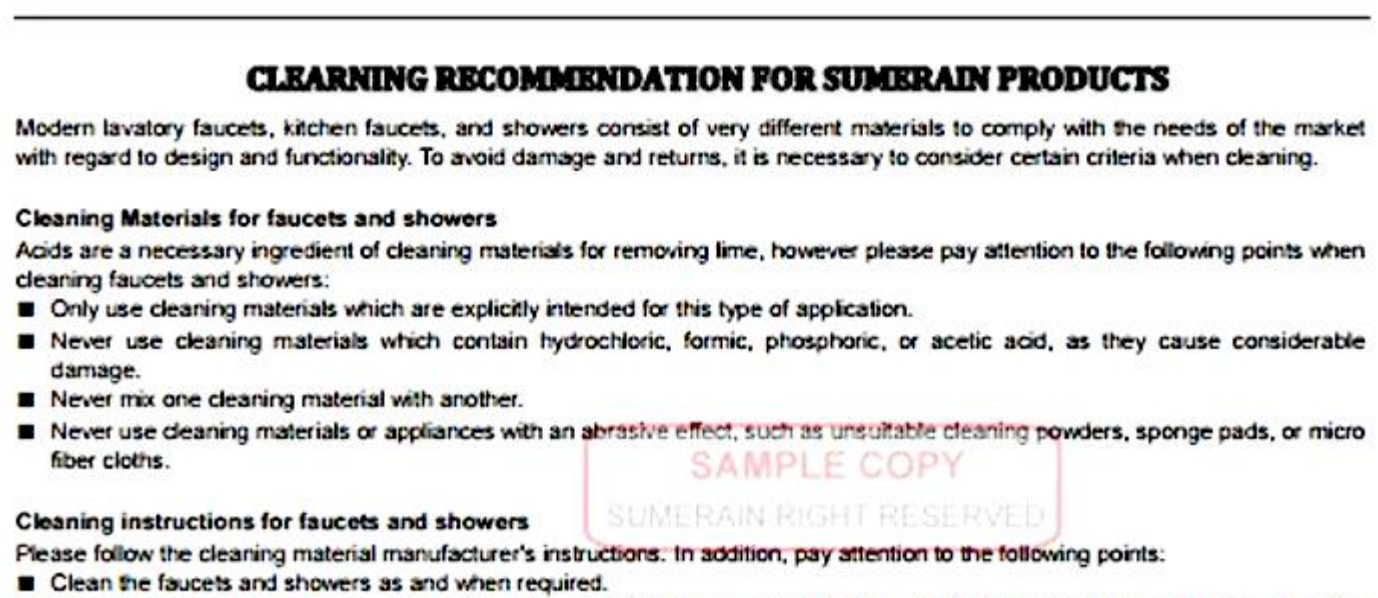 CLEARNING RECOMMENDATION FOR SUMERAIN PRODUCTS
Modern lavatory faucets, kitchen faucets, and showers consist of very different materials to comply with the needs of the market
with regard to design and functionality. To avoid damage and returns, it is necessary to consider certain criteria when cleaning.
Cleaning Materials for faucets and showers
Acids are a necessary ingredient of cleaning materials for removing lime, however please pay attention to the following points when
cleaning faucets and showers:
■ Only use cleaning materials which are explicitly intended for this type of application.
■ Never use cleaning materials which contain hydrochloric, formic, phosphoric, or acetic acid, as they cause considerable
damage.
■ Never mix one cleaning material with another.
■ Never use cleaning materials or appliances with an abrasive effect, such as unsuitable cleaning powders, sponge pads, or micro
fiber cloths.
SAMPLE COPY
SUMERAIN RIGHT RESERVED
Cleaning instructions for faucets and showers
Please follow the cleaning material manufacturer's instructions. In addition, pay attention to the following points:
■ Clean the faucets and showers as and when required.